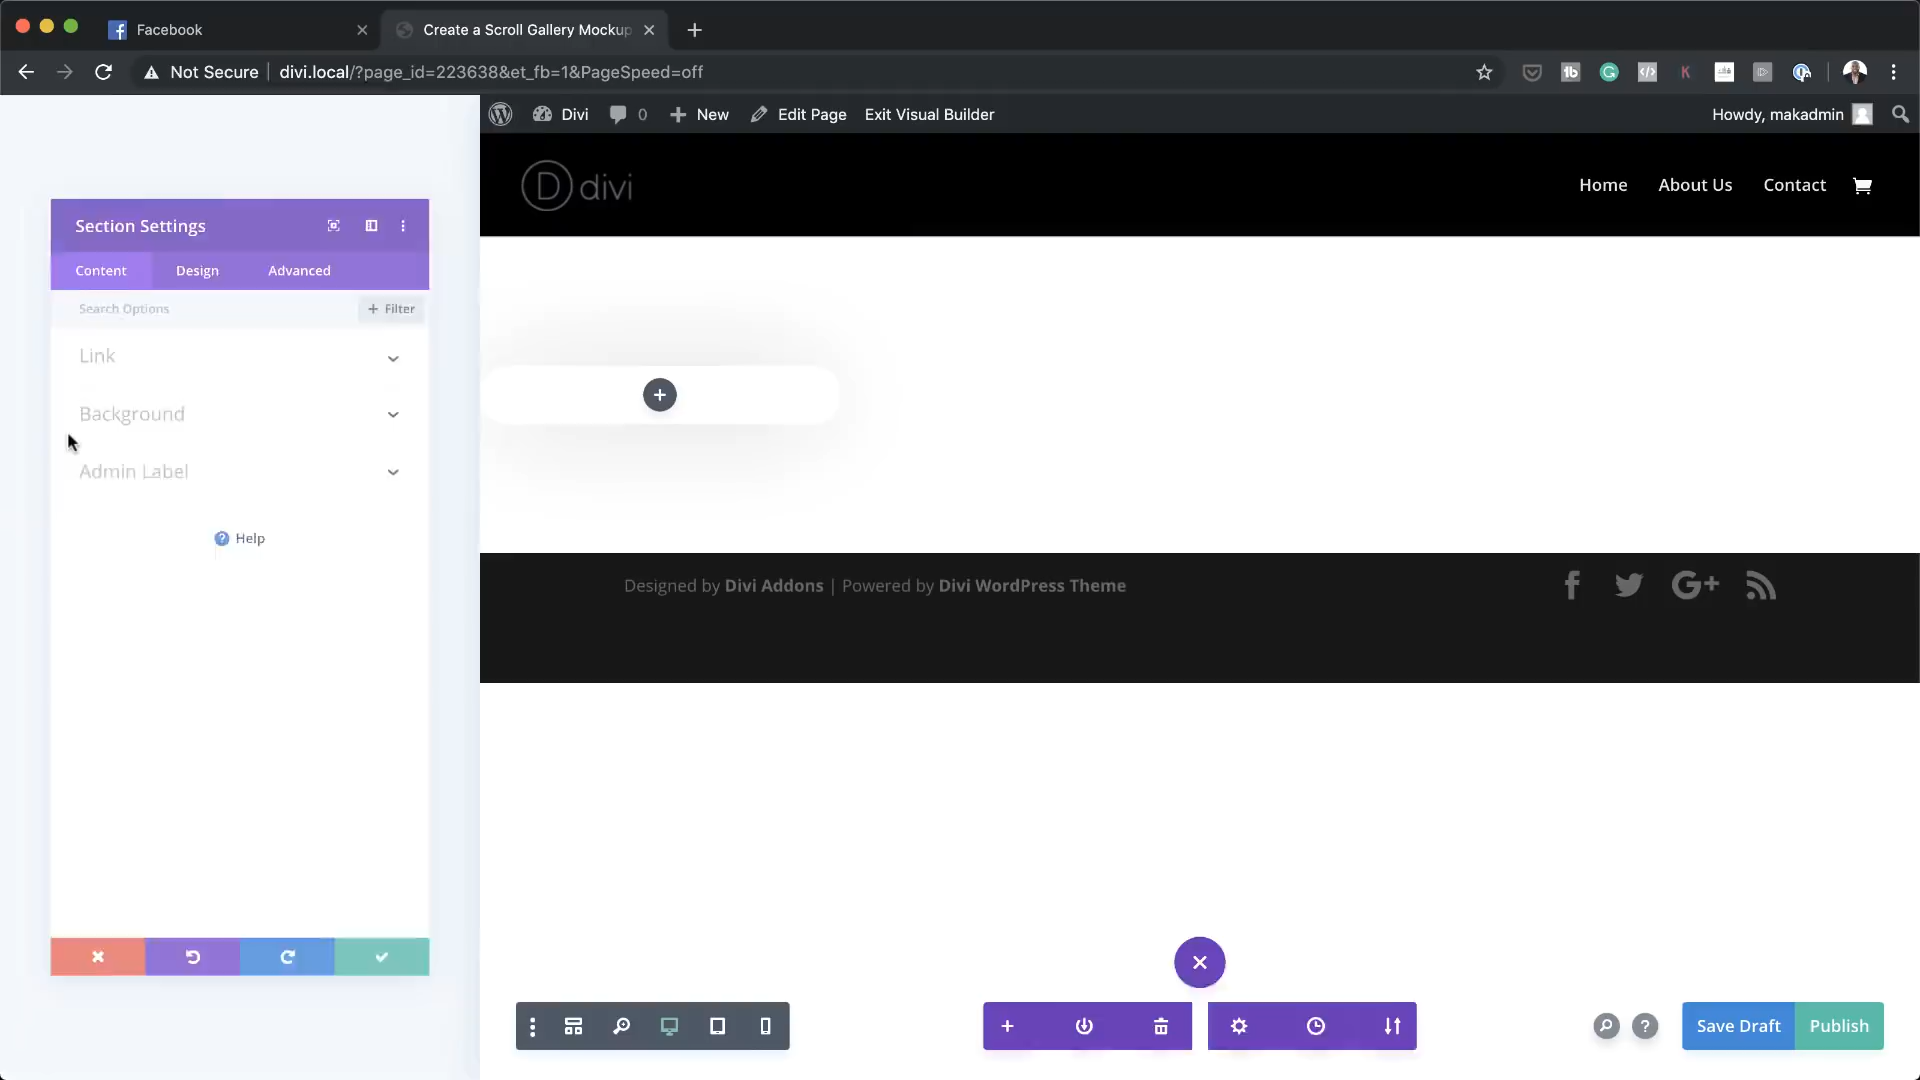 Facebook
Create a Scroll Gallery Mockup
Not Secure
divi.local/?page_id=223638&et_fb=1&PageSpeed=off
Divi
0
New
Edit Page
Exit Visual Builder
Howdy, makadmin
D divi
Home
About Us
Contact
Section Settings
Content
Design
Advanced
Search Options
+ Filter
Link
Background
Admin Label
Help
Designed by Divi Addons | Powered by Divi WordPress Theme
Save Draft
Publish